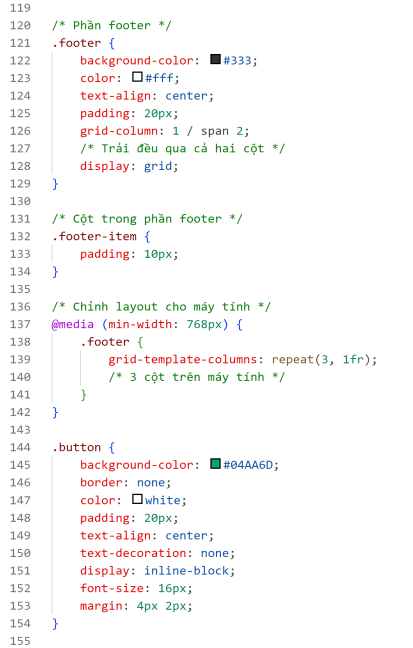 119
120 /* Phần footer */
121 .footer {
122     background-color: #333;
123     color: #fff;
124     text-align: center;
125     padding: 20px;
126     grid-column: 1 / span 2;
127     /* Trải đều qua cả hai cột */
128     display: grid;
129 }
130
131 /* Cột trong phần footer */
132 .footer-item {
133     padding: 10px;
134 }
135
136 /* Chỉnh layout cho máy tính */
137 @media (min-width: 768px) {
138     .footer {
139         grid-template-columns: repeat(3, 1fr);
140         /* 3 cột trên máy tính */
141     }
142 }
143
144 .button {
145     background-color: #04AA6D;
146     border: none;
147     color: white;
148     padding: 20px;
149     text-align: center;
150     text-decoration: none;
151     display: inline-block;
152     font-size: 16px;
153     margin: 4px 2px;
154 }
155